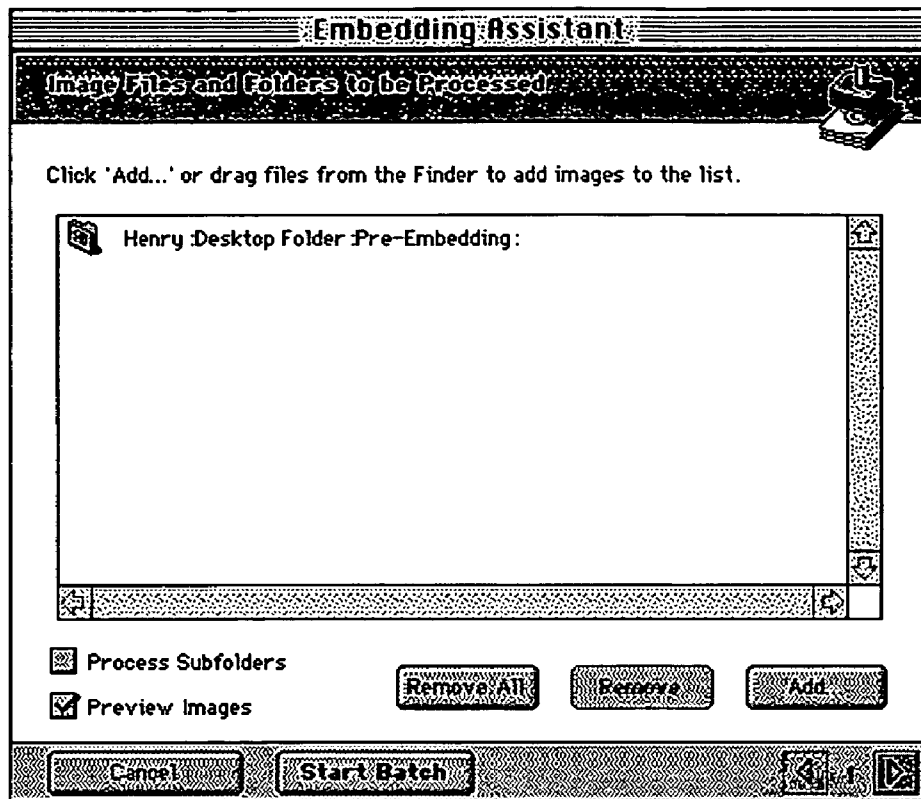 Embedding Assistant
Image Files and Folders to be Processed
Click 'Add...' or drag files from the Finder to add images to the list.
Henry :Desktop Folder :Pre-Embedding :
Process Subfolders
Preview Images
Remove All Remove Add...
Cancel Start Batch